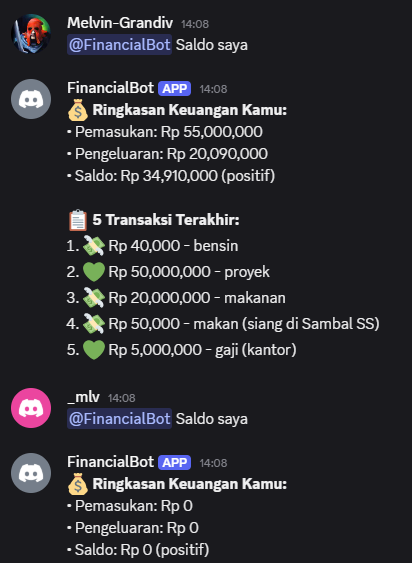 Melvin-Grandiv 14:08
@FinancialBot Saldo saya
FinancialBot APP 14:08
💰 Ringkasan Keuangan Kamu:
• Pemasukan: Rp 55,000,000
• Pengeluaran: Rp 20,090,000
• Saldo: Rp 34,910,000 (positif)
📋 5 Transaksi Terakhir:
1. 💸 Rp 40,000 - bensin
2. 💚 Rp 50,000,000 - proyek
3. 💸 Rp 20,000,000 - makanan
4. 💸 Rp 50,000 - makan (siang di Sambal SS)
5. 💚 Rp 5,000,000 - gaji (kantor)
_mlv 14:08
@FinancialBot Saldo saya
FinancialBot APP 14:08
💰 Ringkasan Keuangan Kamu:
• Pemasukan: Rp 0
• Pengeluaran: Rp 0
• Saldo: Rp 0 (positif)